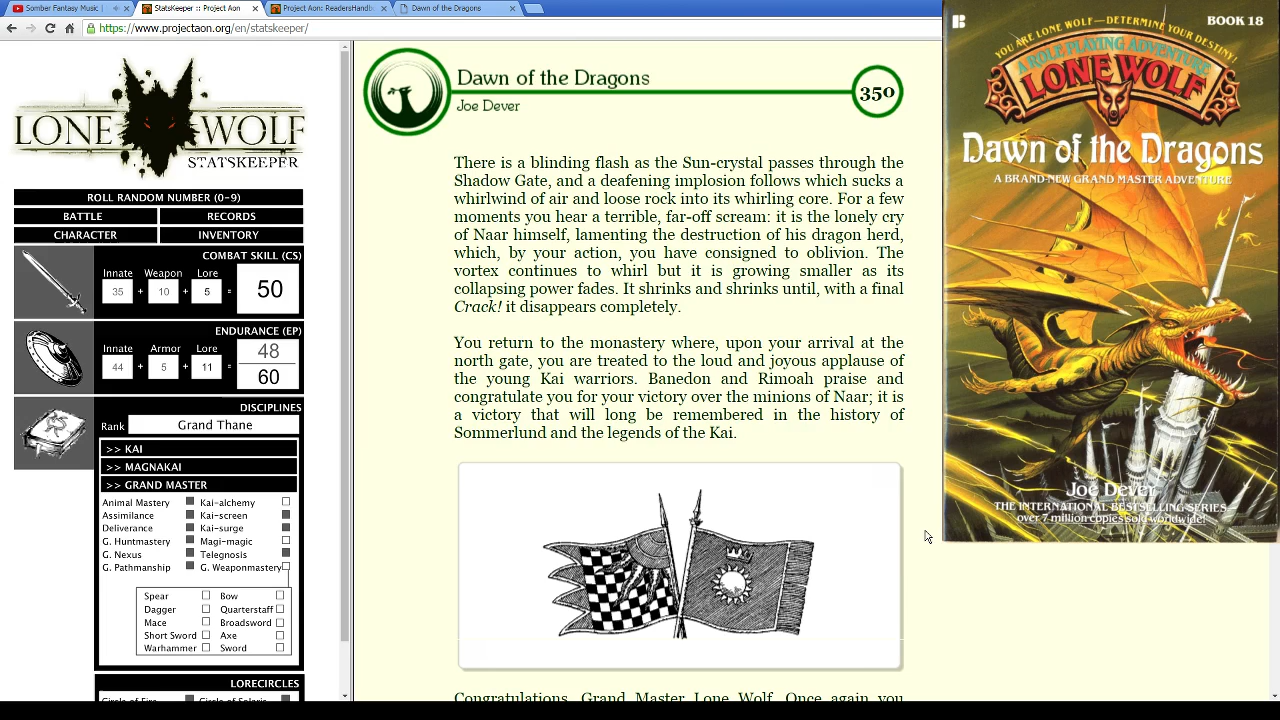 Somber Fantasy Music |
StatsKeeper :: Project Aon
Project Aon: ReadersHandb
Dawn of the Dragons
https://www.projectaon.org/en/statskeeper/
LONE WOLF
STATSKEEPER
ROLL RANDOM NUMBER (0-9)
BATTLE RECORDS
CHARACTER INVENTORY
COMBAT SKILL (CS)
Innate Weapon Lore
35 + 10 + 5 = 50
ENDURANCE (EP)
Innate Armor Lore 48
44 + 5 + 11 = 60
DISCIPLINES
Rank Grand Thane
>> KAI
>> MAGNAKAI
>> GRAND MASTER
Animal Mastery Kai-alchemy
Assimilance Kai-screen
Deliverance Kai-surge
G. Huntmastery Magi-magic
G. Nexus Telegnosis
G. Pathmanship G. Weaponmastery
Spear Bow
Dagger Quarterstaff
Mace Broadsword
Short Sword Axe
Warhammer Sword
LORECIRCLES
Circle of Fire Circle of Solaris
Dawn of the Dragons
Joe Dever
350
There is a blinding flash as the Sun-crystal passes through the
Shadow Gate, and a deafening implosion follows which sucks a
whirlwind of air and loose rock into its whirling core. For a few
moments you hear a terrible, far-off scream: it is the lonely cry
of Naar himself, lamenting the destruction of his dragon herd,
which, by your action, you have consigned to oblivion. The
vortex continues to whirl but it is growing smaller as its
collapsing power fades. It shrinks and shrinks until, with a final
Crack! it disappears completely.
You return to the monastery where, upon your arrival at the
north gate, you are treated to the loud and joyous applause of
the young Kai warriors. Banedon and Rimoah praise and
congratulate you for your victory over the minions of Naar; it is
a victory that will long be remembered in the history of
Sommerlund and the legends of the Kai.
Congratulations, Grand Master Lone Wolf. Once again you
B
BOOK 18
YOU ARE LONE WOLF—DETERMINE YOUR DESTINY!
A ROLE PLAYING ADVENTURE
LONE WOLF
Dawn of the Dragons
A BRAND-NEW GRAND MASTER ADVENTURE
Joe Dever
THE INTERNATIONAL BESTSELLING SERIES—
over 7 million copies sold worldwide!